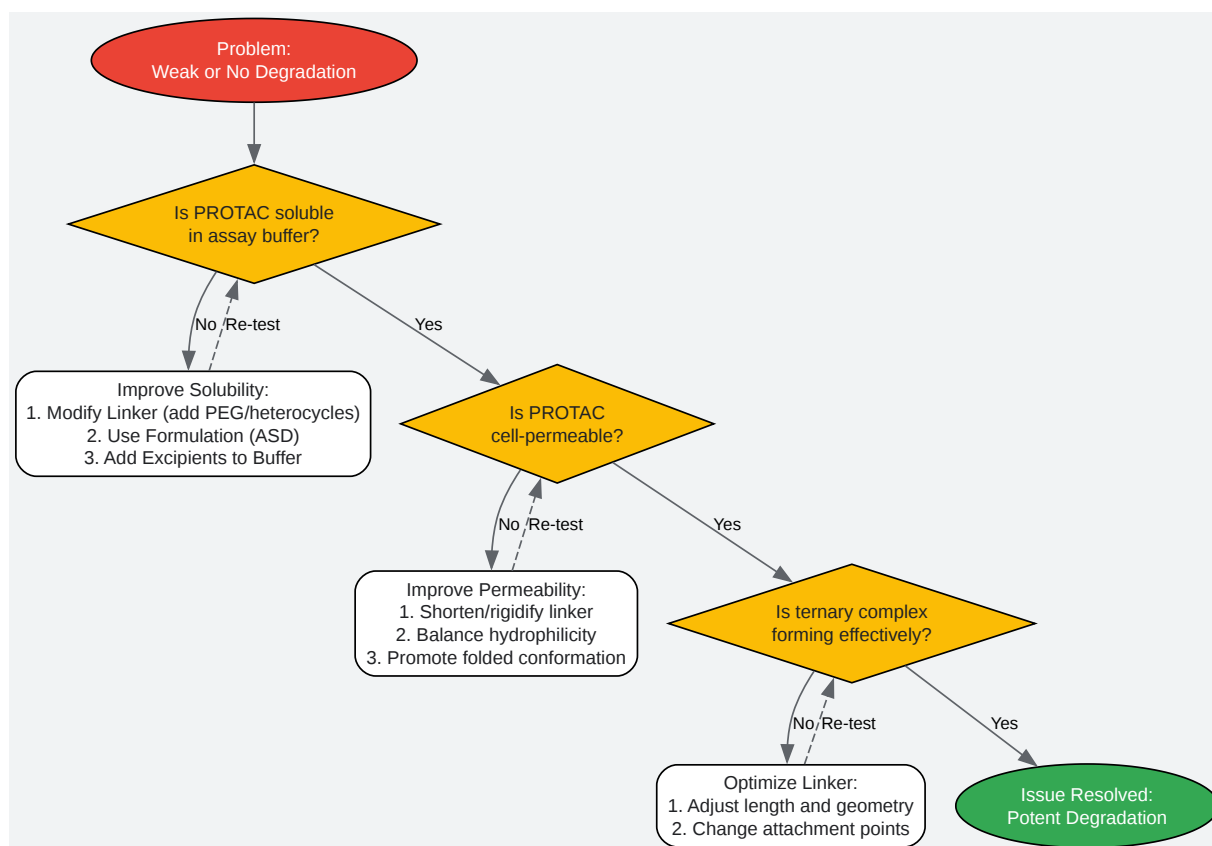 Problem:
Weak or No Degradation
Is PROTAC soluble
in assay buffer?
No
Re-test
Yes
Improve Solubility:
1. Modify Linker (add PEG/heterocycles)
2. Use Formulation (ASD)
3. Add Excipients to Buffer
Is PROTAC
cell-permeable?
No
Re-test
Yes
Improve Permeability:
1. Shorten/rigidify linker
2. Balance hydrophilicity
3. Promote folded conformation
Is ternary complex
forming effectively?
No
Re-test
Yes
Optimize Linker:
1. Adjust length and geometry
2. Change attachment points
Issue Resolved:
Potent Degradation